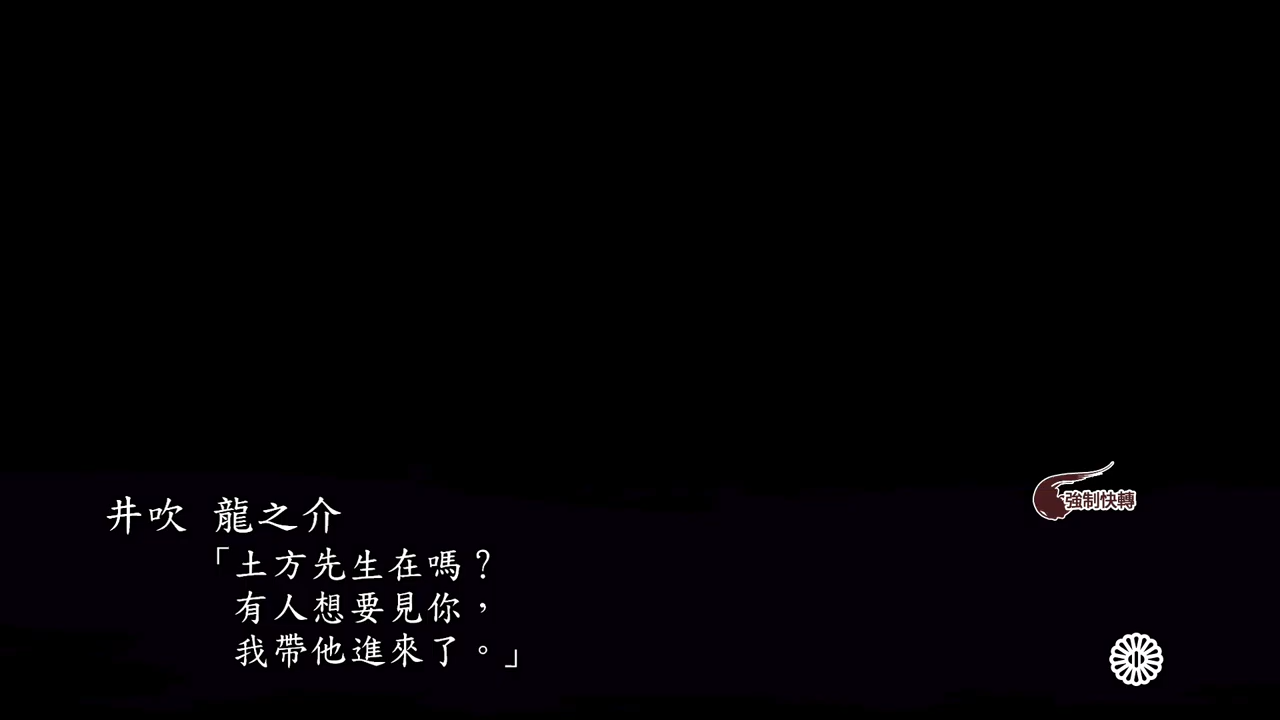 井吹 龍之介
「土方先生在嗎？
有人想要見你，
我帶他進來了。」
強制快轉